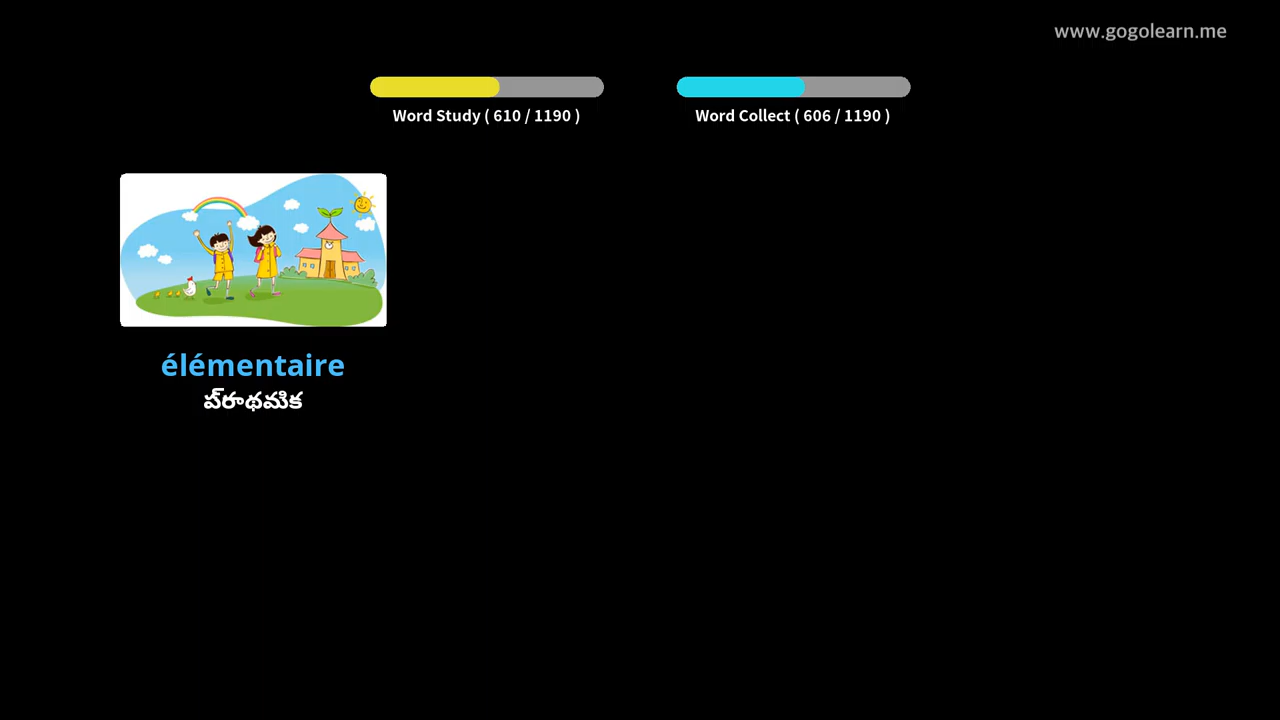 www.gogolearn.me
Word Study ( 610 / 1190 )
Word Collect ( 606 / 1190 )
élémentaire
ప్రాథమిక